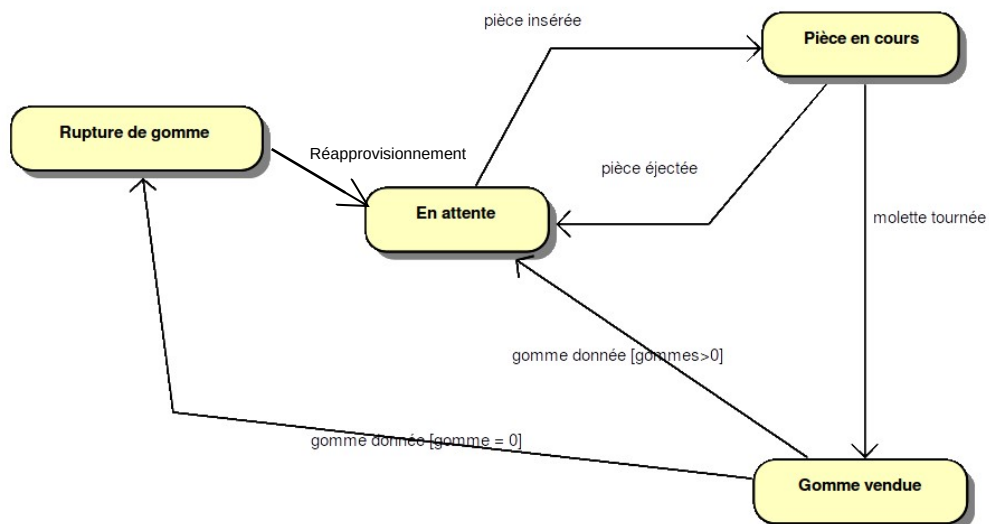 pièce insérée
Pièce en cours
Rupture de gomme
Réapprovisionnement
pièce éjectée
En attente
molette tournée
gomme donnée [gommes>0]
gomme donnée [gomme = 0]
Gomme vendue